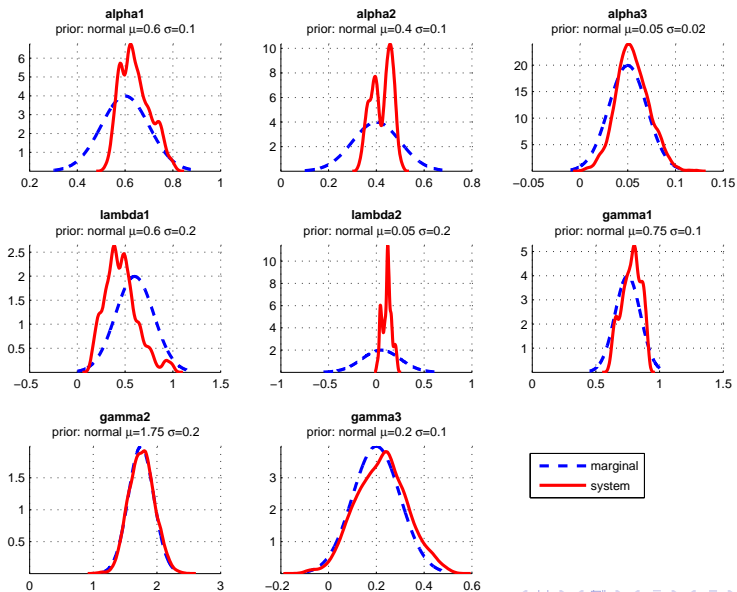 alpha1
prior: normal μ=0.6 σ=0.1
6
5
4
3
2
1
0.2 0.4 0.6 0.8 1
alpha2
prior: normal μ=0.4 σ=0.1
10
8
6
4
2
0 0.2 0.4 0.6 0.8
alpha3
prior: normal μ=0.05 σ=0.02
20
15
10
5
−0.05 0 0.05 0.1 0.15
lambda1
prior: normal μ=0.6 σ=0.2
2.5
2
1.5
1
0.5
−0.5 0 0.5 1 1.5
lambda2
prior: normal μ=0.05 σ=0.2
10
8
6
4
2
−1 −0.5 0 0.5 1
gamma1
prior: normal μ=0.75 σ=0.1
5
4
3
2
1
0 0.5 1 1.5
gamma2
prior: normal μ=1.75 σ=0.2
1.5
1
0.5
0 1 2 3
gamma3
prior: normal μ=0.2 σ=0.1
3
2
1
−0.2 0 0.2 0.4 0.6
marginal
system